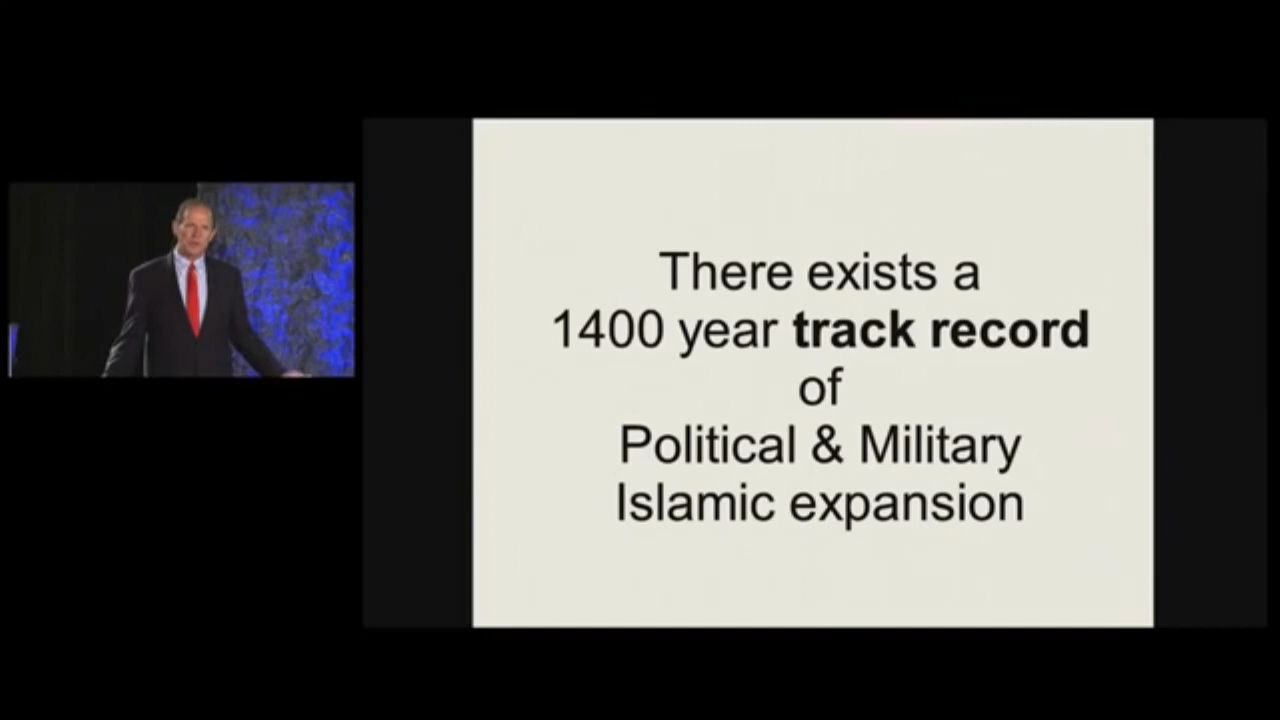 There exists a
1400 year track record
of
Political & Military
Islamic expansion